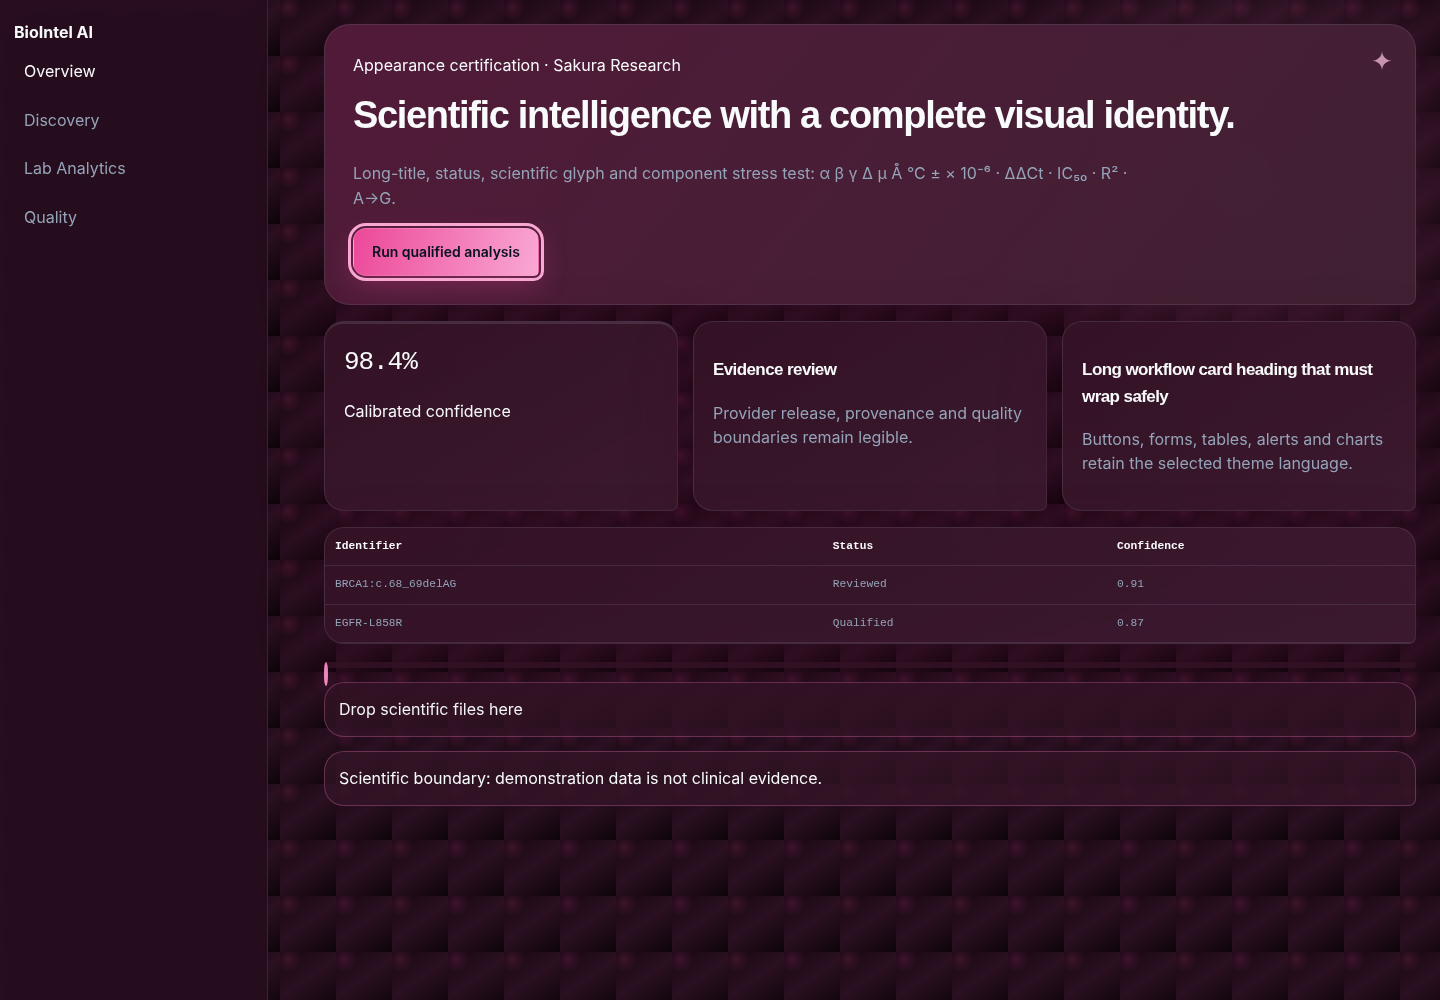 BioIntel AI
Overview
Discovery
Lab Analytics
Quality
Appearance certification · Sakura Research
Scientific intelligence with a complete visual identity.
Long-title, status, scientific glyph and component stress test: α β γ Δ µ Å °C ± × 10⁻⁶ · ΔΔCt · IC₅₀ · R² ·
A→G.
Run qualified analysis
98.4%
Calibrated confidence
Evidence review
Provider release, provenance and quality
boundaries remain legible.
Long workflow card heading that must
wrap safely
Buttons, forms, tables, alerts and charts
retain the selected theme language.
Identifier Status Confidence
BRCA1:c.68_69delAG Reviewed 0.91
EGFR-L858R Qualified 0.87
Drop scientific files here
Scientific boundary: demonstration data is not clinical evidence.